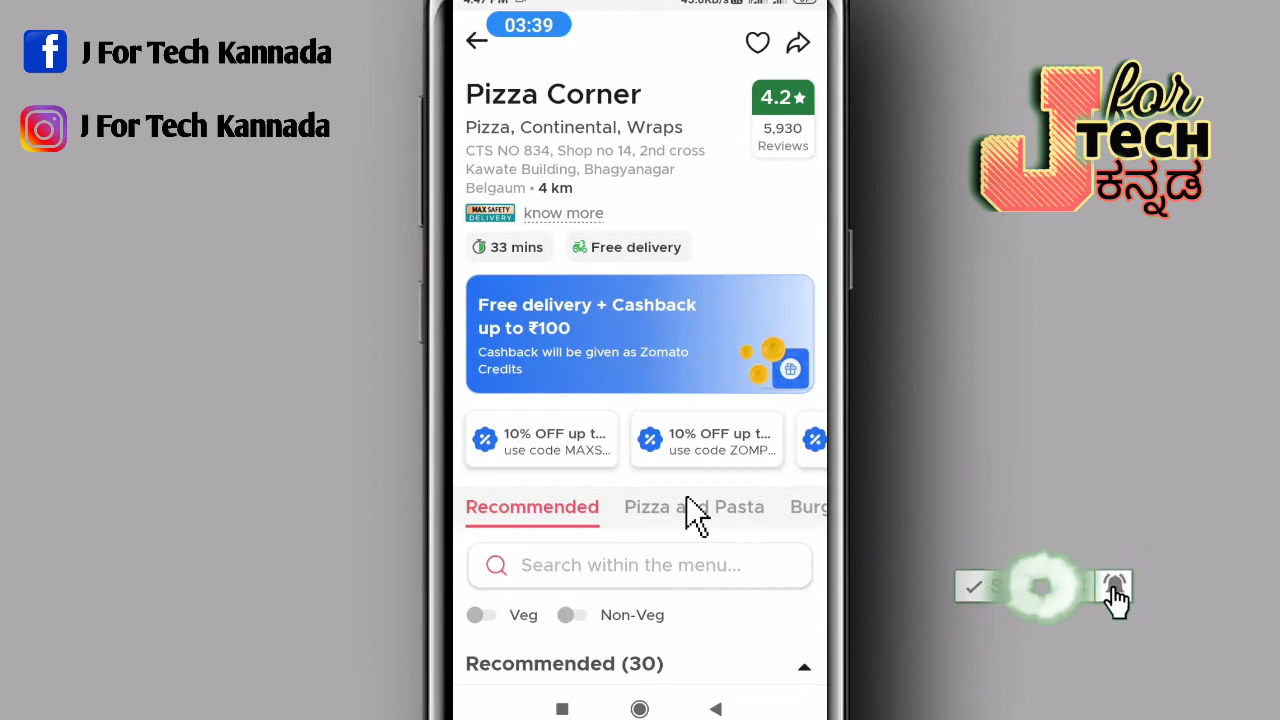 J For Tech Kannada
J For Tech Kannada
J for
TECH
ಕನ್ನಡ
03:39
Pizza Corner
4.2★
5,930
Reviews
Pizza, Continental, Wraps
CTS NO 834, Shop no 14, 2nd cross
Kawate Building, Bhagyanagar
Belgaum • 4 km
MAX SAFETY
DELIVERY
know more
33 mins
Free delivery
Free delivery + Cashback
up to ₹100
Cashback will be given as Zomato
Credits
10% OFF up t...
use code MAXS...
10% OFF up t...
use code ZOMP...
Recommended
Pizza and Pasta
Burg
Search within the menu...
Veg
Non-Veg
Recommended (30)